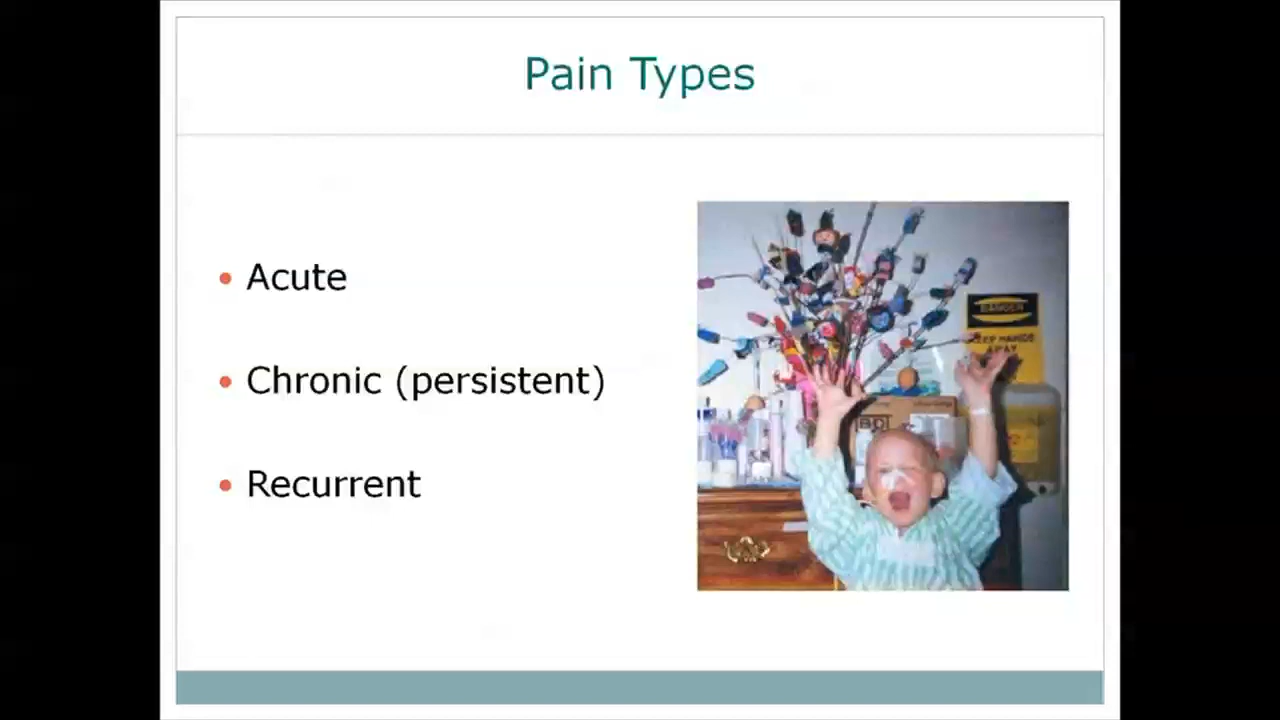 Pain Types
Acute
Chronic (persistent)
Recurrent
DANGER
KEEP HANDS
AWAY